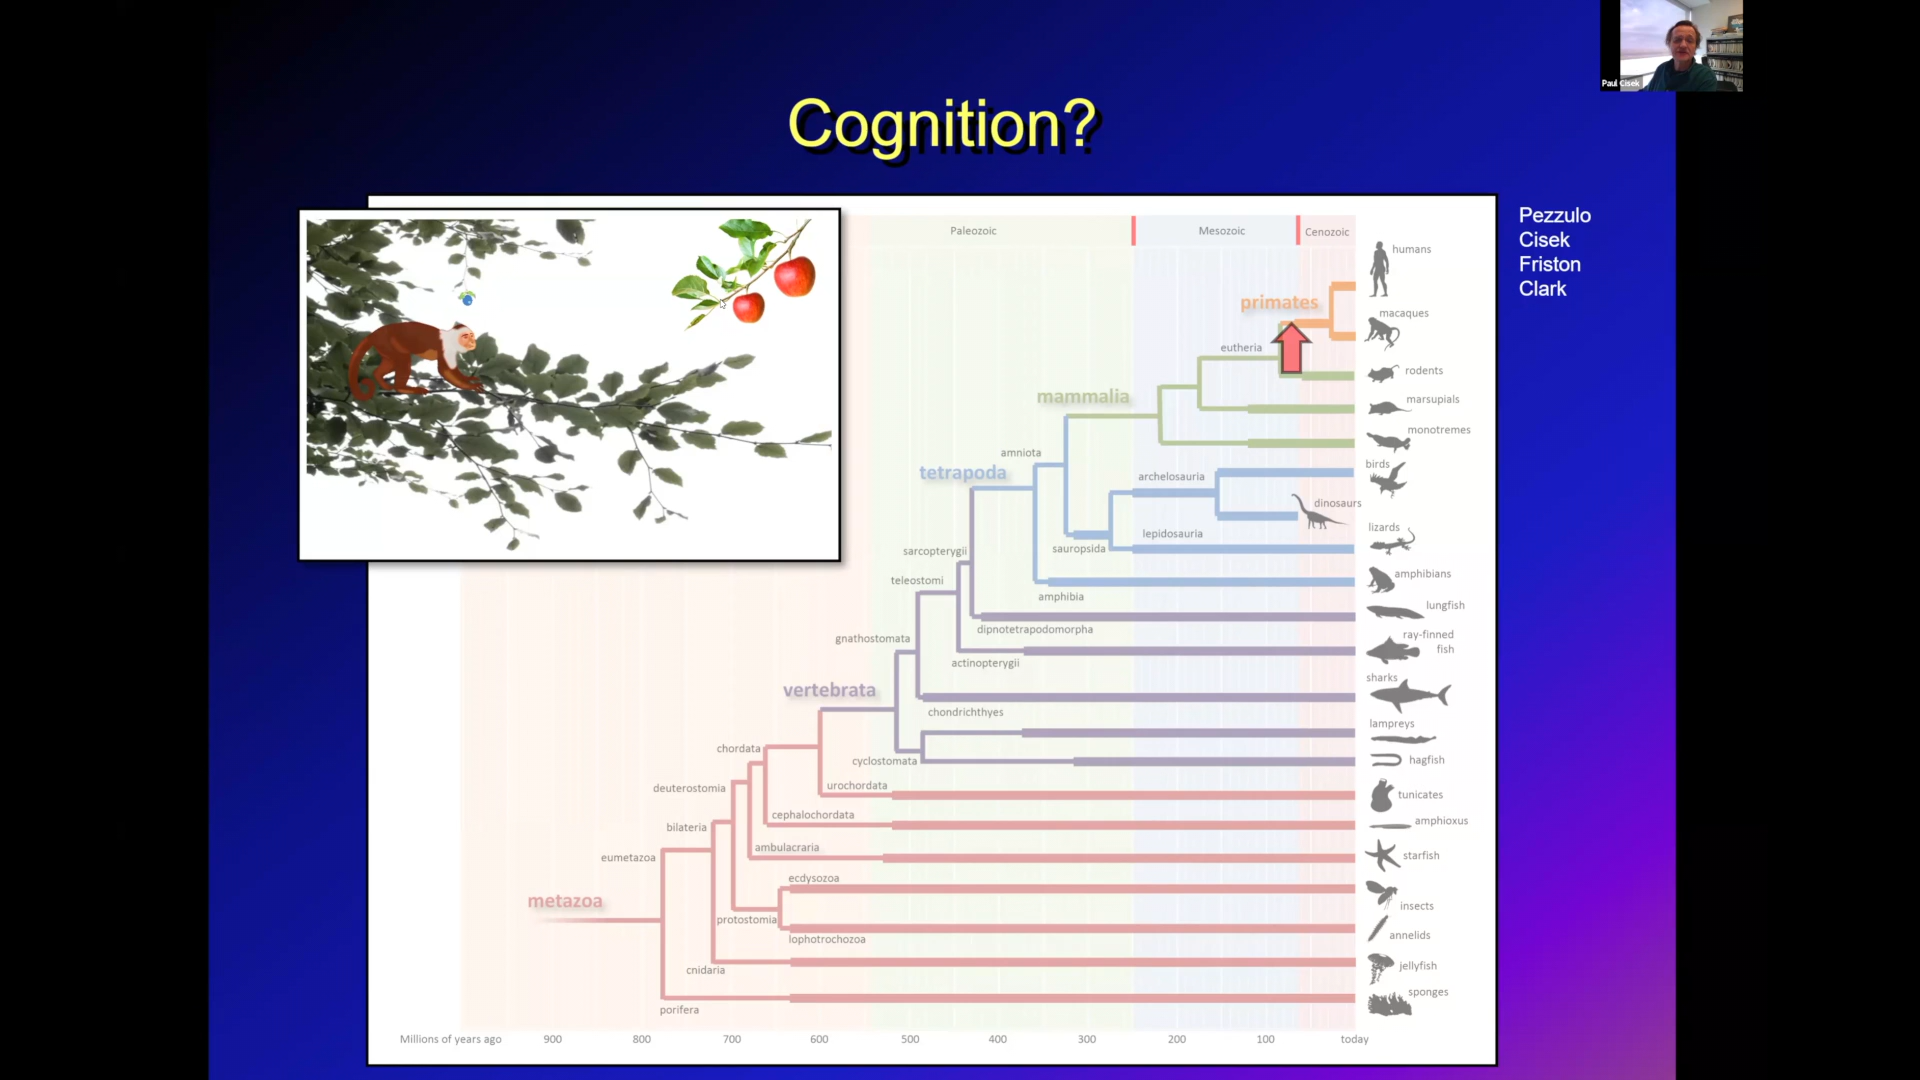 Paul Cisek
Cognition?
Pezzulo
Cisek
Friston
Clark
Paleozoic
Mesozoic
Cenozoic
humans
primates
macaques
eutheria
rodents
mammalia
marsupials
monotremes
amniota
birds
tetrapoda
archelosauria
dinosaurs
lizards
lepidosauria
sauropsida
sarcopterygii
amphibians
teleostomi
amphibia
lungfish
dipnotetrapodomorpha
gnathostomata
ray-finned
fish
actinopterygii
sharks
vertebrata
chondrichthyes
lampreys
chordata
cyclostomata
hagfish
deuterostomia
urochordata
tunicates
cephalochordata
amphioxus
bilateria
ambulacraria
eumetazoa
starfish
ecdysozoa
metazoa
insects
protostomia
lophotrochozoa
annelids
cnidaria
jellyfish
sponges
porifera
Millions of years ago 900 800 700 600 500 400 300 200 100 today